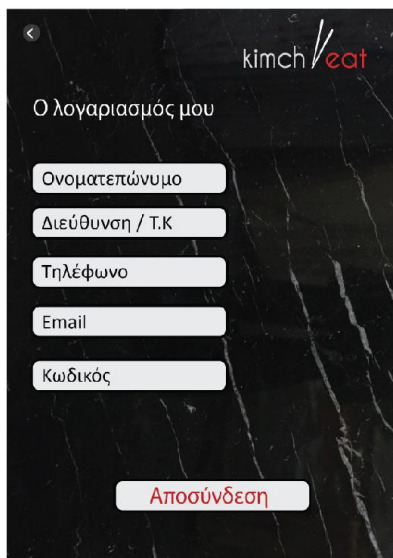 kimch eat
Ο λογαριασμός μου
Ονοματεπώνυμο
Διεύθυνση / Τ.Κ
Τηλέφωνο
Email
Κωδικός
Αποσύνδεση